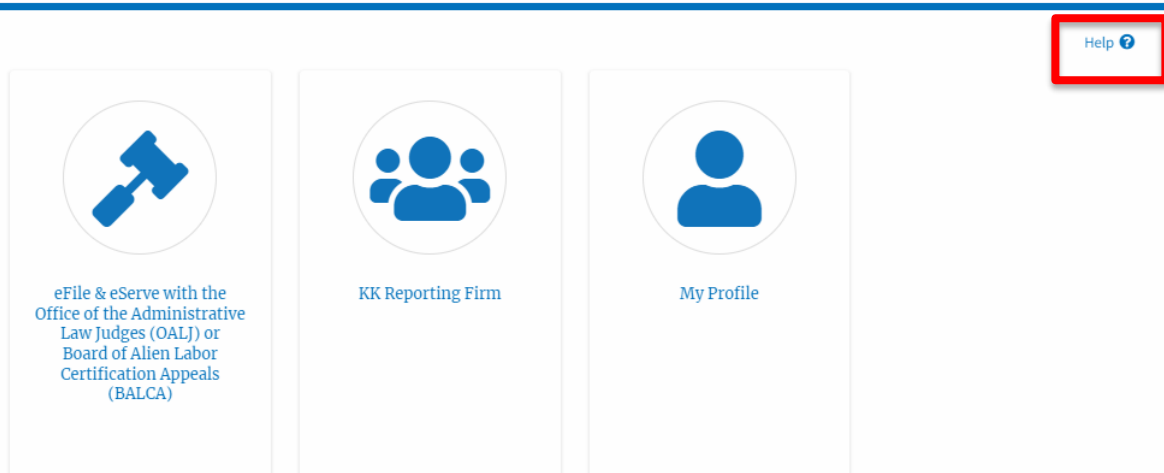 Help
eFile & eServe with the
Office of the Administrative
Law Judges (OALJ) or
Board of Alien Labor
Certification Appeals
(BALCA)
KK Reporting Firm
My Profile